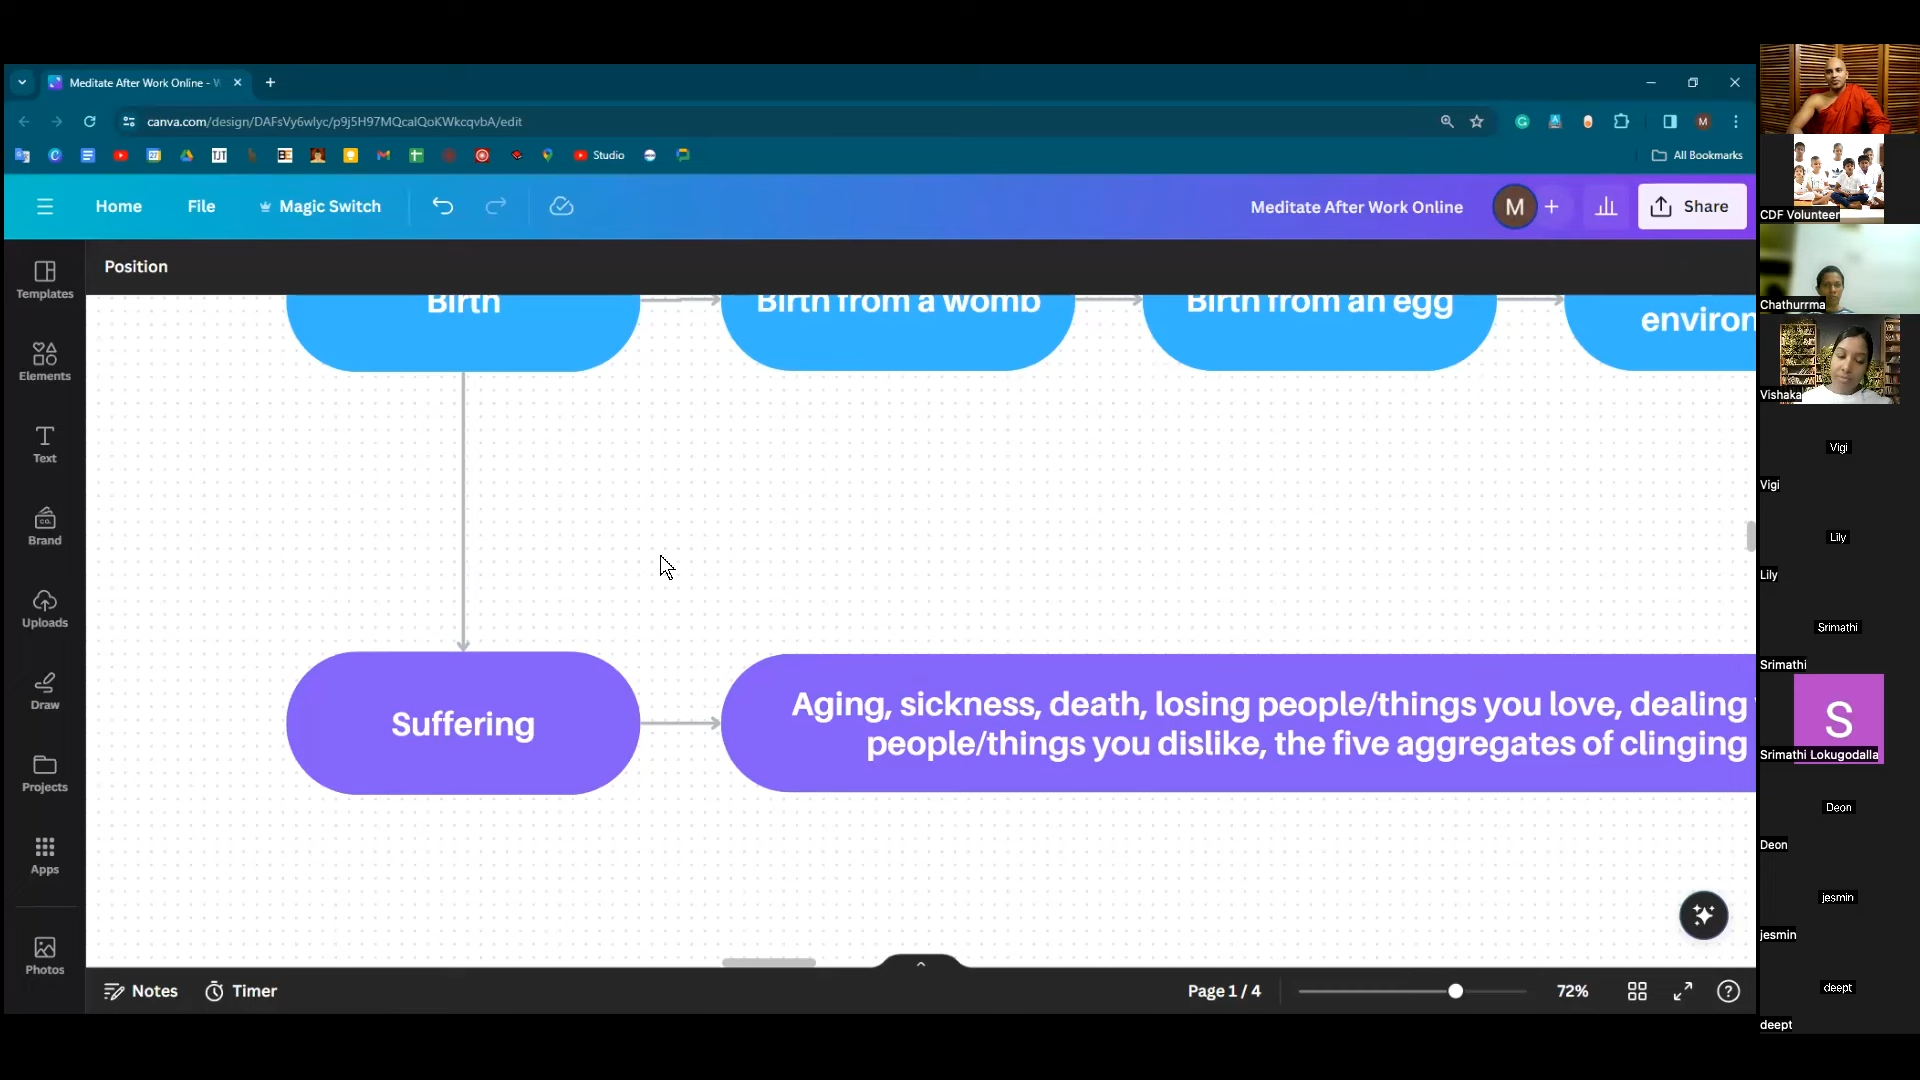 Meditate After Work Online - W
canva.com/design/DAFsVy6wlyc/p9j5H97MQcalQoKWkcqvbA/edit
M
27
TJT
BE
Studio
All Bookmarks
Home
File
Magic Switch
Meditate After Work Online
M
Share
Position
Templates
Elements
Text
Brand
Uploads
Draw
Projects
Apps
Photos
Birth
Birth from a womb
Birth from an egg
environ
Suffering
Aging, sickness, death, losing people/things you love, dealing
people/things you dislike, the five aggregates of clinging
Notes
Timer
Page 1 / 4
72%
CDF Volunteer
Chathurrma
Vishaka
Vigi
Vigi
Lily
Lily
Srimathi
Srimathi
S
Srimathi Lokugodalla
Deon
Deon
jesmin
jesmin
deept
deept